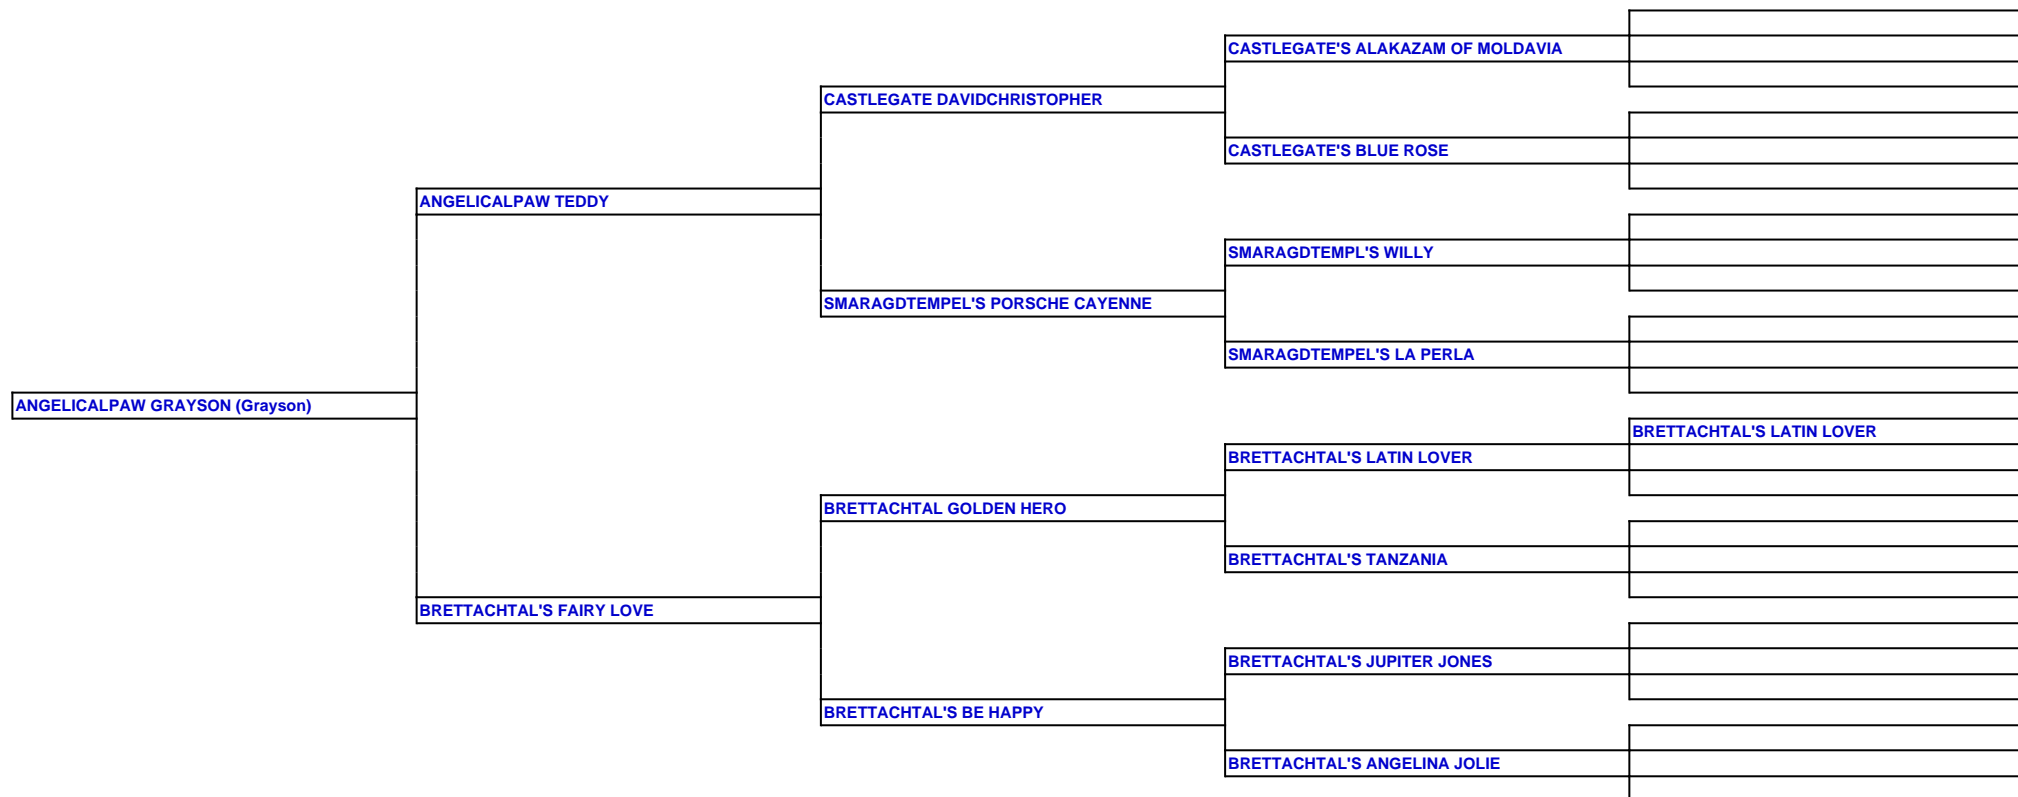 CASTLEGATE'S ALAKAZAM OF MOLDAVIA
CASTLEGATE DAVIDCHRISTOPHER
CASTLEGATE'S BLUE ROSE
ANGELICALPAW TEDDY
SMARAGDTEMPL'S WILLY
SMARAGDTEMPEL'S PORSCHE CAYENNE
SMARAGDTEMPEL'S LA PERLA
ANGELICALPAW GRAYSON (Grayson)
BRETTACHTAL'S LATIN LOVER
BRETTACHTAL'S LATIN LOVER
BRETTACHTAL GOLDEN HERO
BRETTACHTAL'S TANZANIA
BRETTACHTAL'S FAIRY LOVE
BRETTACHTAL'S JUPITER JONES
BRETTACHTAL'S BE HAPPY
BRETTACHTAL'S ANGELINA JOLIE